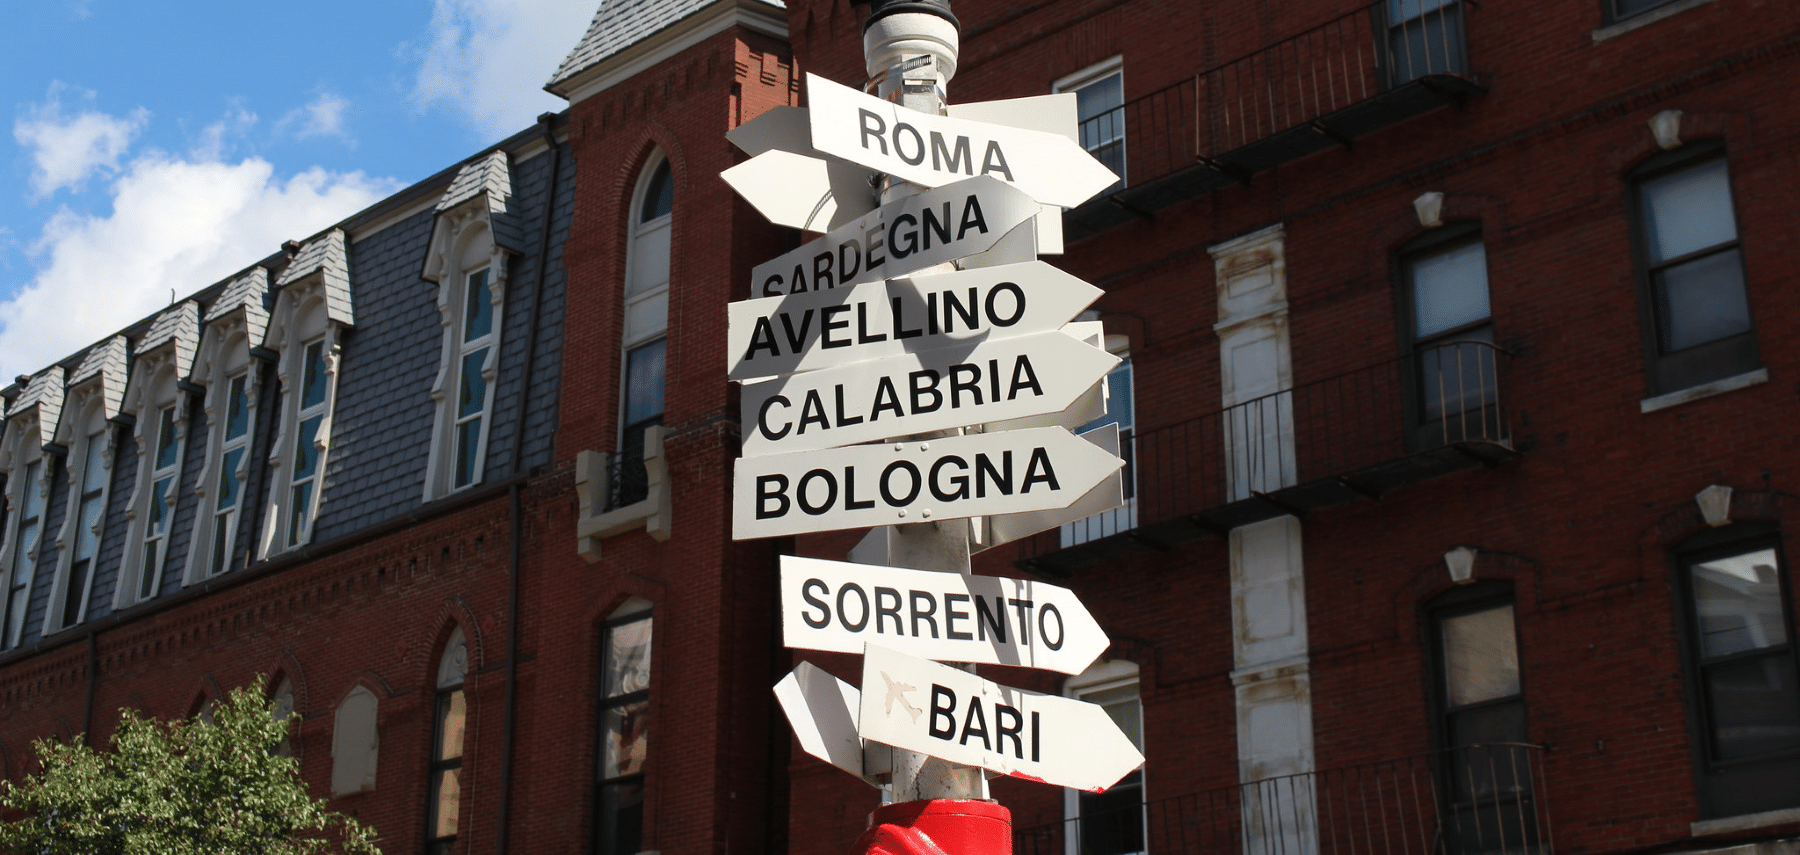 ROMA
SARDEGNA
AVELLINO
CALABRIA
BOLOGNA
SORRENTO
BARI